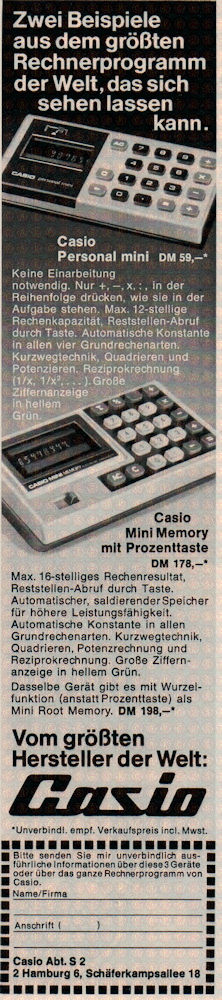 Zwei Beispiele
aus dem größten
Rechnerprogramm
der Welt, das sich
sehen lassen
kann.
CASIO personal mini
Casio
Personal mini DM 59,–*
Keine Einarbeitung
notwendig. Nur +, –, x, :, in der
Reihenfolge drücken, wie sie in der
Aufgabe stehen. Max. 12-stellige
Rechenkapazität, Reststellen-Abruf
durch Taste. Automatische Konstante
in allen vier Grundrechenarten.
Kurzwegtechnik, Quadrieren und
Potenzieren. Reziprokrechnung
(1/x, 1/x², . . . ). Große
Ziffernanzeige
in hellem
Grün.
CASIO MINI MEMORY
Casio
Mini Memory
mit Prozenttaste
DM 178,–*
Max. 16-stelliges Rechenresultat,
Reststellen-Abruf durch Taste.
Automatischer, saldierender Speicher
für höhere Leistungsfähigkeit.
Automatische Konstante in allen
Grundrechenarten. Kurzwegtechnik,
Quadrieren, Potenzrechnung und
Reziprokrechnung. Große Ziffern-
anzeige in hellem Grün.
Dasselbe Gerät gibt es mit Wurzel-
funktion (anstatt Prozenttaste) als
Mini Root Memory. DM 198,–*
Vom größten
Hersteller der Welt:
Casio
*Unverbindl. empf. Verkaufspreis incl. Mwst.
Bitte senden Sie mir unverbindlich aus-
führliche Informationen über diese 3 Geräte
oder über das ganze Rechnerprogramm von
Casio.
Name/Firma
Anschrift ( )
Casio Abt. S 2
2 Hamburg 6, Schäferkampsallee 18